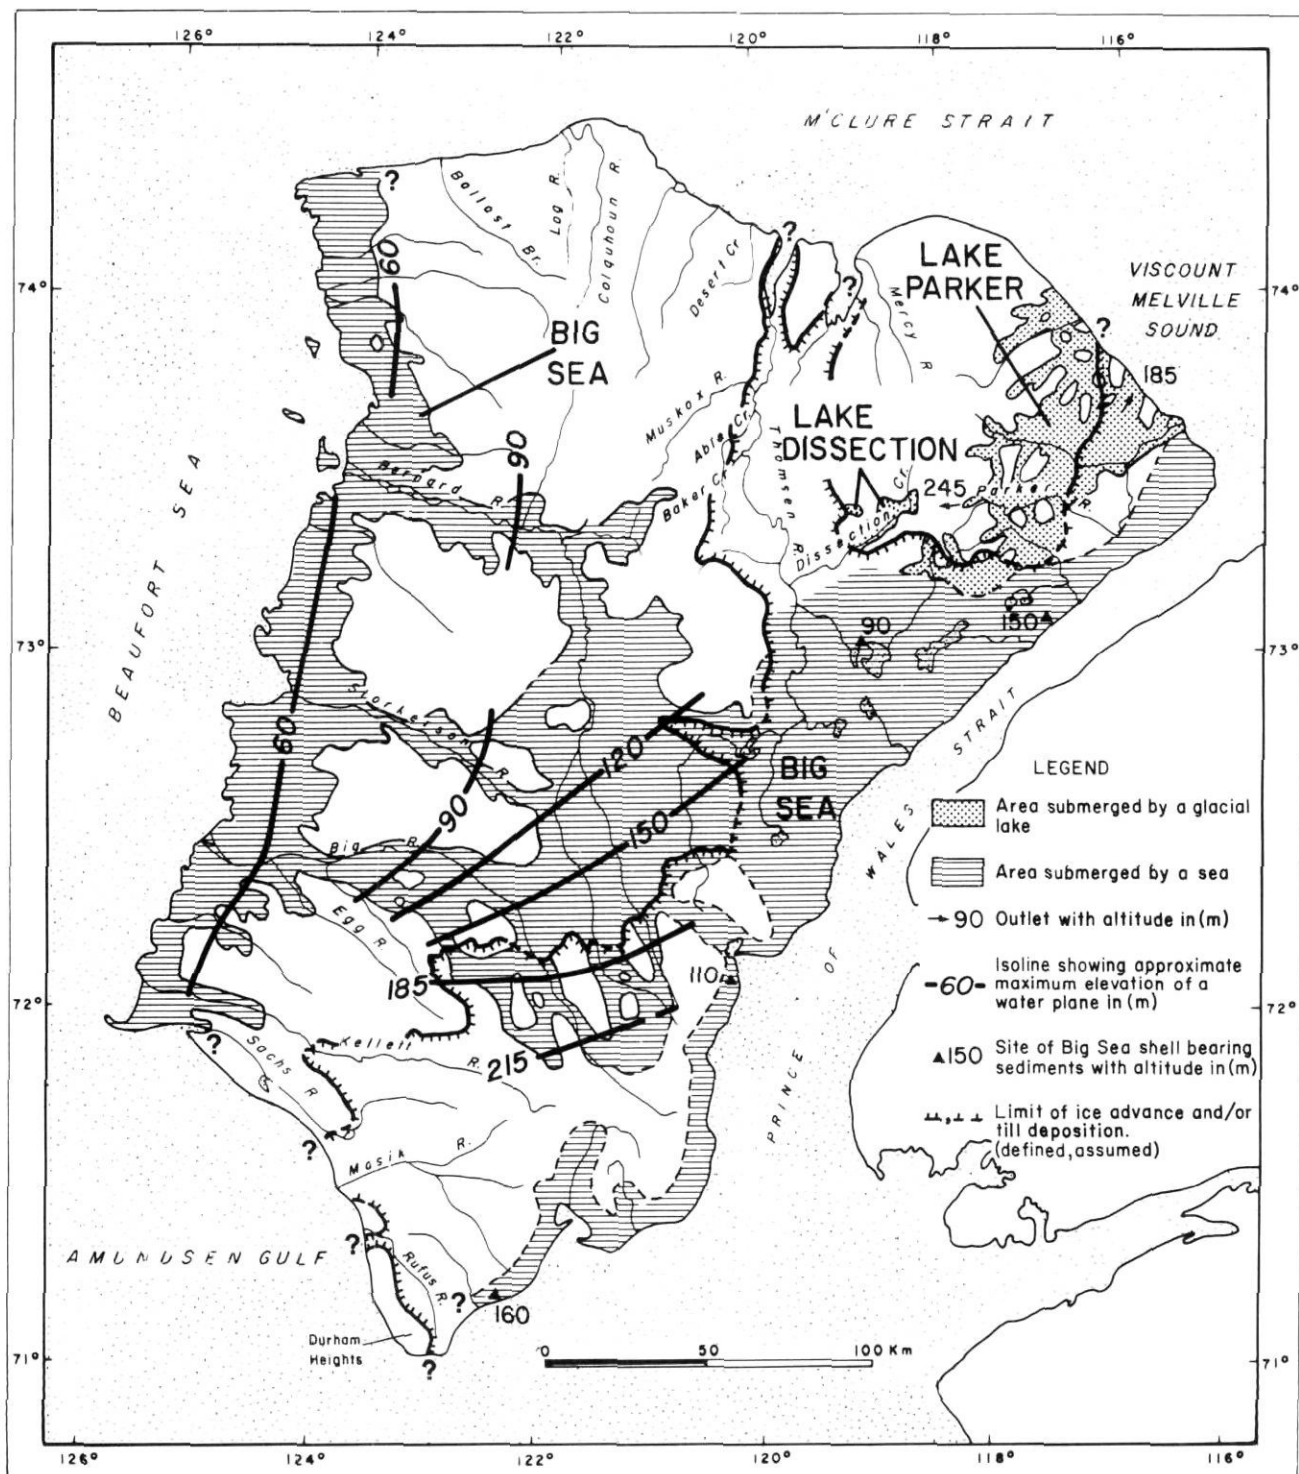 126° 124° 122° 120° 118° 116°
M'CLURE STRAIT
?
Ballast Br.
Log R.
Colquhoun R.
Desert Cr
?
?
Mercy R
LAKE
PARKER
VISCOUNT
MELVILLE
SOUND
74°
74°
?
60
BIG
SEA
185
Muskox R.
Able Cr.
Thomsen R
LAKE
DISSECTION
90
Bernard R.
Baker Cr
Dissection Cr.
245
Parker R
BEAUFORT SEA
73°
73°
90
150
Storkerson R.
60
120
BIG
SEA
PRINCE OF WALES STRAIT
90
150
Big R.
Egg R.
185
110
72°
72°
?
Sachs R
Kellett R.
215
?
Masik R.
AMUNUSEN GULF
?
Rufus R.
?
160
Durham
Heights
?
71°
71°
0 50 100 Km
LEGEND
Area submerged by a glacial
lake
Area submerged by a sea
90 Outlet with altitude in (m)
-60- Isoline showing approximate
maximum elevation of a
water plane in (m)
▲150 Site of Big Sea shell bearing
sediments with altitude in (m)
Limit of ice advance and/or
till deposition.
(defined, assumed)
126° 124° 122° 120° 118° 116°